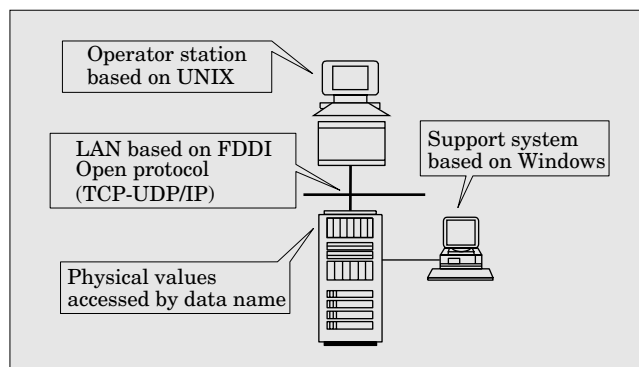 Operator station
based on UNIX
LAN based on FDDI
Open protocol
(TCP-UDP/IP)
Support system
based on Windows
Physical values
accessed by data name